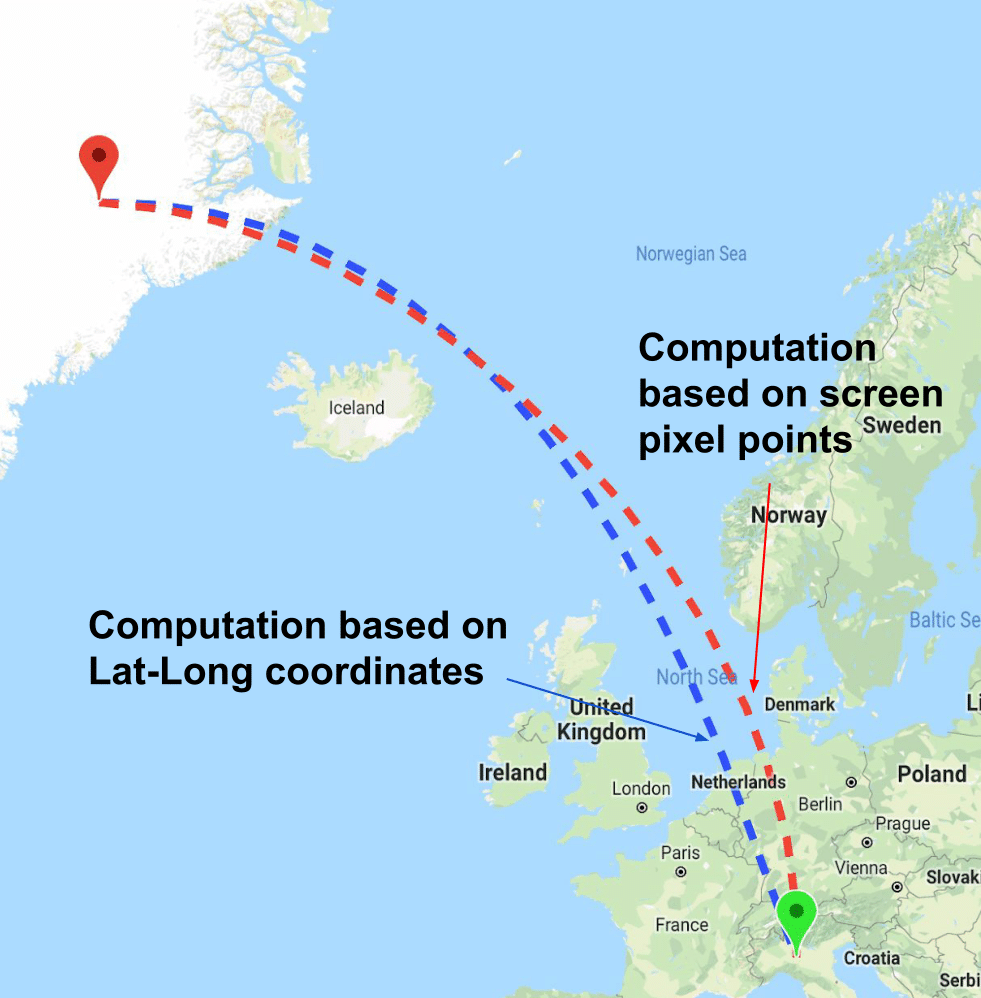 Norwegian Sea
Computation
based on screen
pixel points
Iceland
Sweden
Norway
Computation based on
Lat-Long coordinates
Baltic Se
North Sea
United
Kingdom
Denmark
Li
Ireland
Netherlands
Poland
London
Berlin
Prague
Paris
Vienna
Slovaki
France
Croatia
Serbi